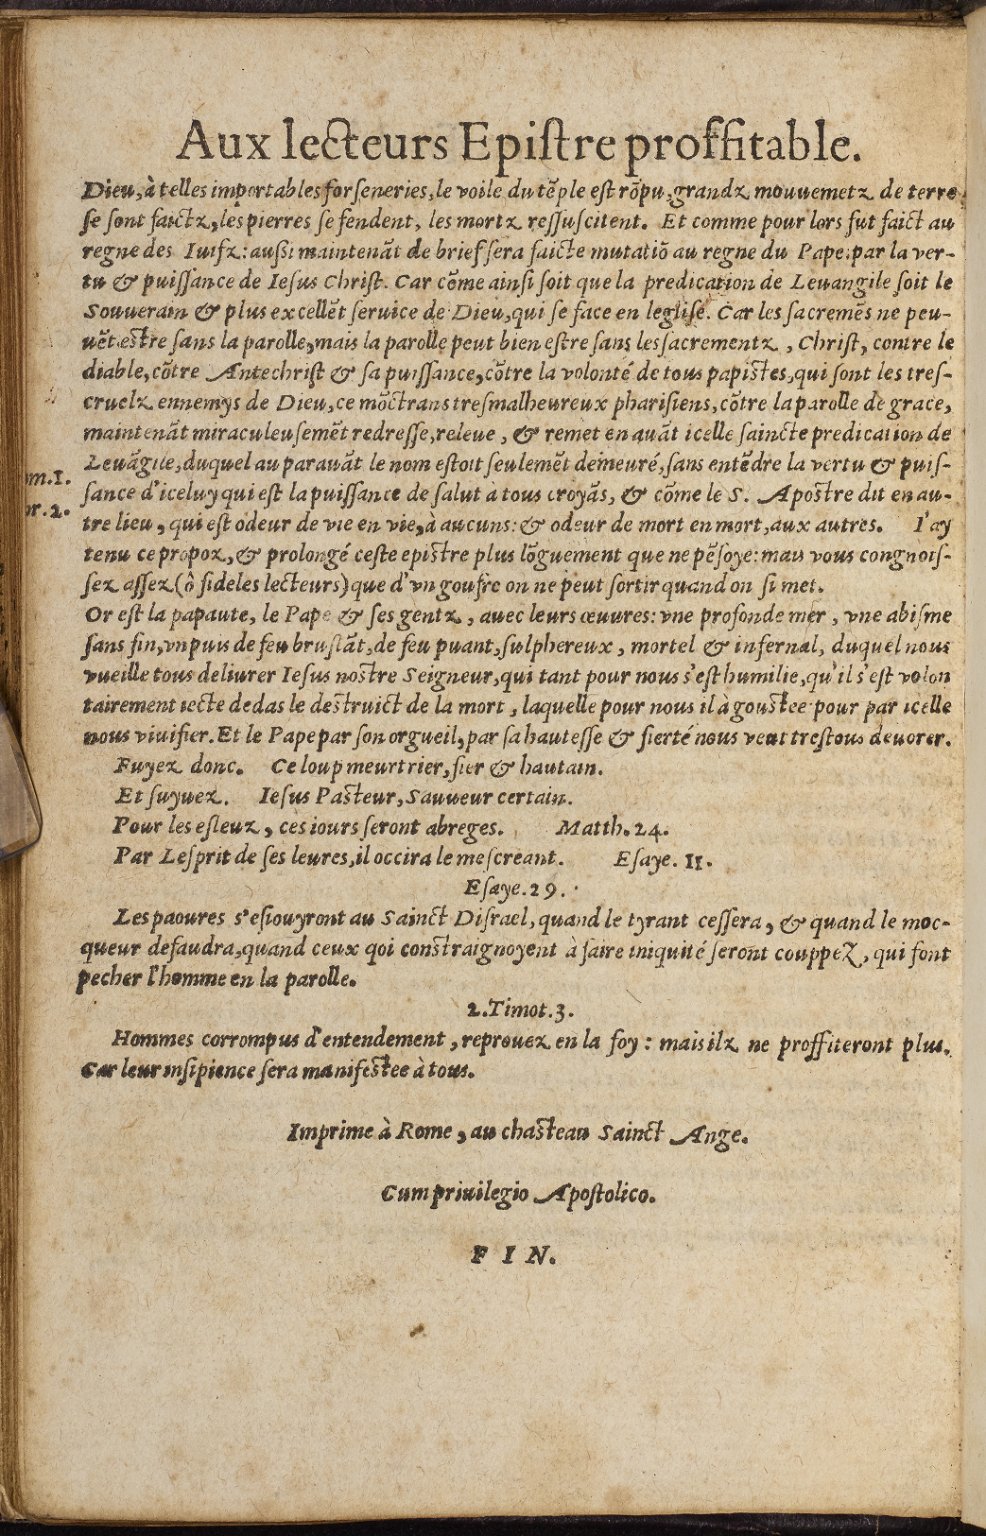 Aux lecteurs Epistre proffitable.
Dieu, à telles importables forseneries, le voile du tẽple est rõpu, grandz mouuemetz de terre
se sont faictz, les pierres se fendent, les mortz ressuscitent. Et comme pour lors fut faict au
regne des Iuifz: aussi maintenãt de brief sera faicte mutatiõ au regne du Pape: par la ver-
tu & puissance de Iesus Christ. Car cõme ainsi soit que la predication de Leuangile soit le
Souuerain & plus excellẽt seruice de Dieu, qui se face en leglise. Car les sacremẽs ne peu-
uẽt estre sans la parolle, mais la parolle peut bien estre sans les sacrementz, Christ, contre le
diable, cõtre Antechrist & sa puissance, cõtre la volonté de tous papistes, qui sont les tres-
cruelz ennemys de Dieu, ce mõctrans tresmalheureux pharisiens, cõtre la parolle de grace,
maintenãt miraculeusemẽt redresse, releue, & remet en auãt icelle saincte predication de
Leuãgile, duquel au parauãt le nom estoit seulemẽt demeuré, sans entẽdre la vertu & puis-
om.1.
sance d'iceluy qui est la puissance de salut à tous croyãs, & cõme le S. Apostre dit en au-
or.2.
tre lieu, qui est odeur de vie en vie, à aucuns: & odeur de mort en mort, aux autres. I'ay
tenu ce propoz, & prolongé ceste epistre plus lõguement que ne pẽsoye: mais vous congnois-
sez assez (ô fideles lecteurs) que d'vn goufre on ne peut sortir quand on si met.
Or est la papaute, le Pape & ses gentz, auec leurs œuures: vne profonde mer, vne abisme
sans fin, vn puis de feu bruslãt, de feu puant, sulphereux, mortel & infernal, duquel nous
vueille tous deliurer Iesus nostre Seigneur, qui tant pour nous s'est humilie, qu'il s'est volon
tairement iecte dedas le destruict de la mort, laquelle pour nous il à goustee pour par icelle
nous viuifier. Et le Pape par son orgueil, par sa hautesse & fierté nous veut trestous deuorer.
Fuyez donc. Ce loup meurtrier, fier & hautain.
Et suyuez. Iesus Pasteur, Sauueur certain.
Pour les esleuz, ces iours seront abreges. Matth. 24.
Par Lesprit de ses leures, il occira le mescreant. Esaye. 11.
Esaye. 29.
Les paoures s'esiouyront au Sainct Disrael, quand le tyrant cessera, & quand le moc-
queur defaudra, quand ceux qoi constraignoyent à faire iniquité seront couppez, qui font
pecher l'homme en la parolle.
2. Timot. 3.
Hommes corrompus d'entendement, reprouez en la foy: mais ilz ne proffiteront plus.
Car leur insipience sera manifestee à tous.
Imprime à Rome, au chasteau Sainct Ange.
Cum priuilegio Apostolico.
F I N.